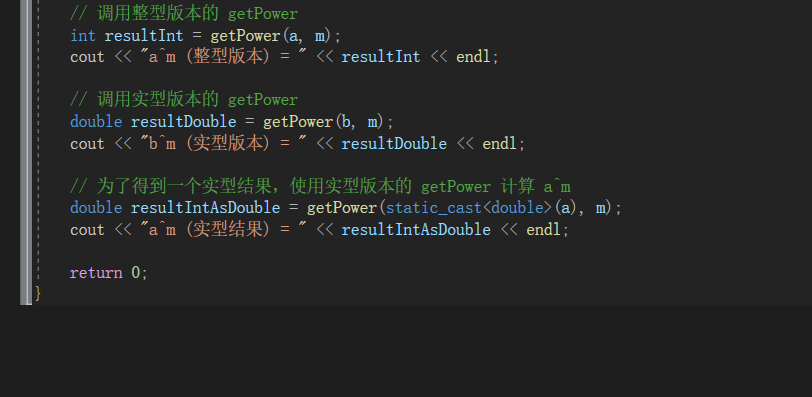 // 调用整型版本的 getPower
int resultInt = getPower(a, m);
cout << "a^m (整型版本) = " << resultInt << endl;
// 调用实型版本的 getPower
double resultDouble = getPower(b, m);
cout << "b^m (实型版本) = " << resultDouble << endl;
// 为了得到一个实型结果，使用实型版本的 getPower 计算 a^m
double resultIntAsDouble = getPower(static_cast<double>(a), m);
cout << "a^m (实型结果) = " << resultIntAsDouble << endl;
return 0;
}